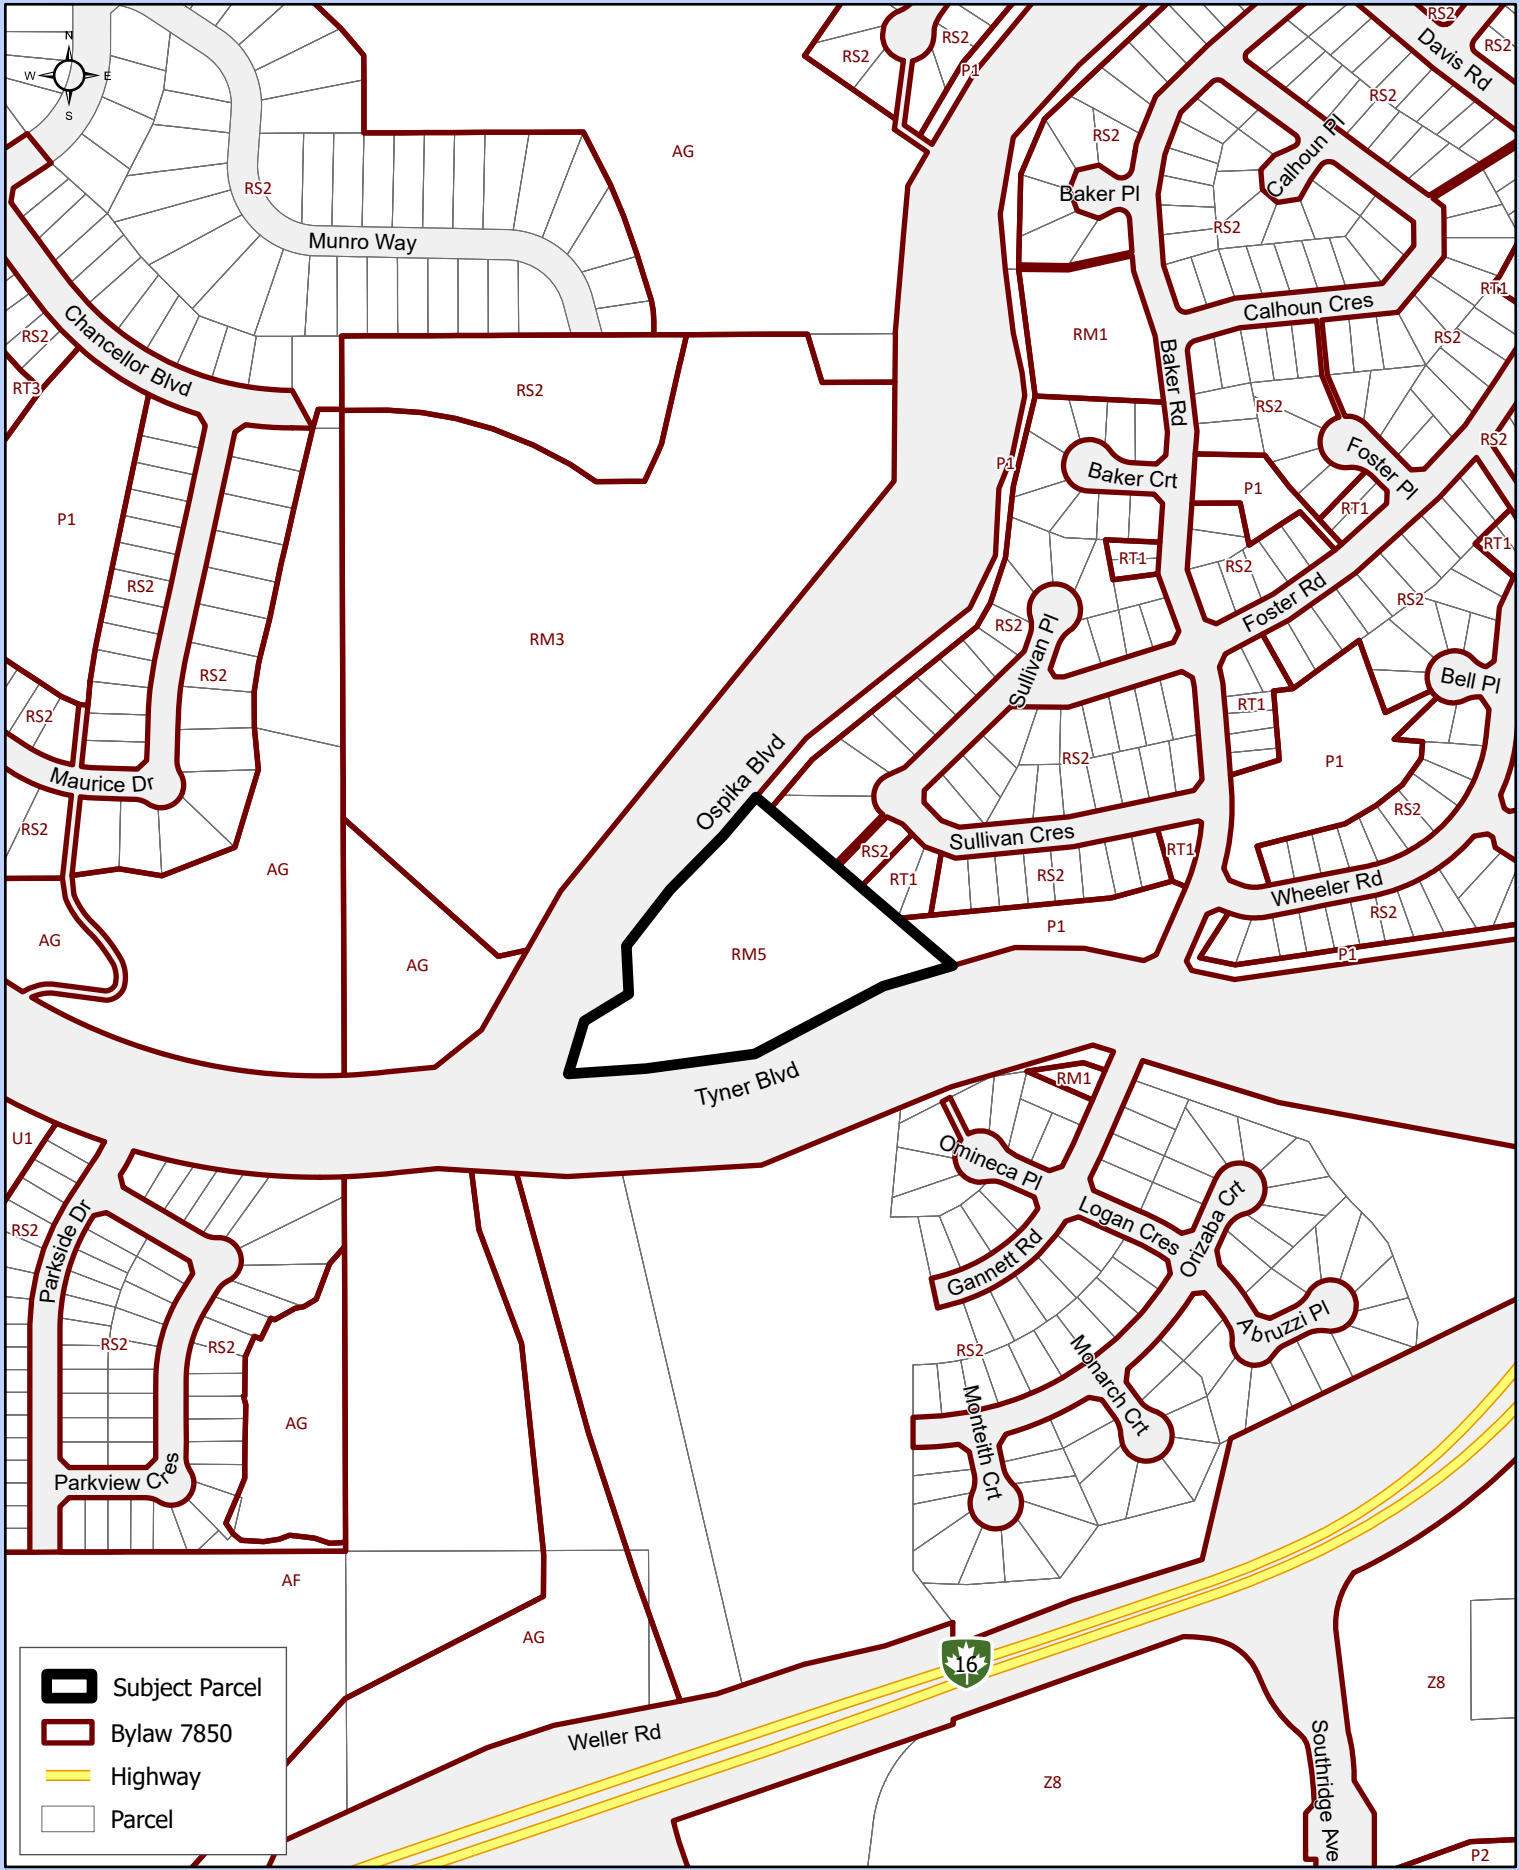 RS2
Davis Rd
N
RS2
RS2
RS2
W
E
P1
S
RS2
AG
RS2
Calhoun Pl
RS2
Baker Pl
RS2
Munro Way
RT1
Calhoun Cres
RS2
RM1
RS2
Chancellor Blvd
RT3
RS2
Baker Rd
RS2
RS2
Foster Pl
P1
Baker Crt
P1
RT1
P1
RT1
RT1
RS2
RS2
Foster Rd
RS2
RS2
RM3
Sullivan Pl
RS2
Bell Pl
RS2
RT1
RS2
P1
Ospika Blvd
Maurice Dr
RS2
RS2
Sullivan Cres
RS2
RT1
AG
RT1
RS2
Wheeler Rd
RS2
P1
AG
RM5
P1
AG
Tyner Blvd
RM1
U1
Omineca Pl
Logan Cres
Orizaba Crt
RS2
Parkside Dr
Gannett Rd
Abruzzi Pl
RS2
RS2
RS2
Monarch Crt
Monteith Crt
AG
Parkview Cres
AF
AG
16
Z8
Subject Parcel
Bylaw 7850
Highway
Parcel
Weller Rd
Southridge Ave
Z8
P2